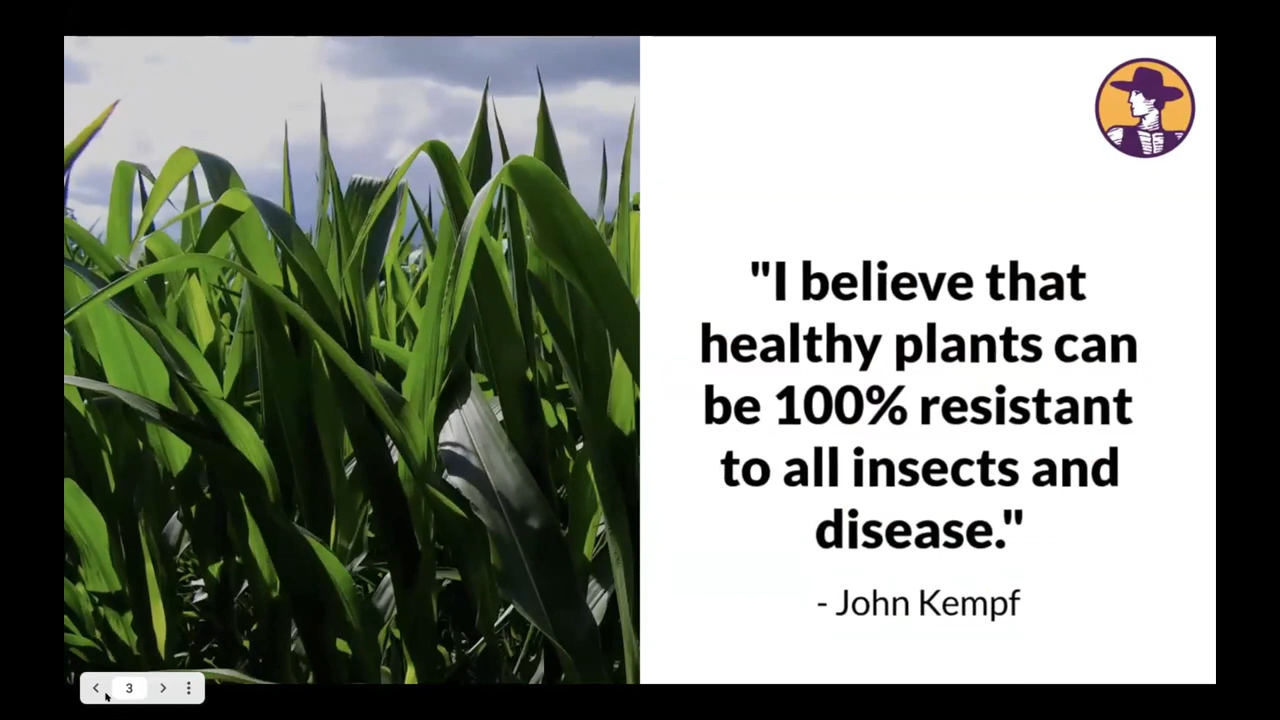 "I believe that
healthy plants can
be 100% resistant
to all insects and
disease."
- John Kempf
3